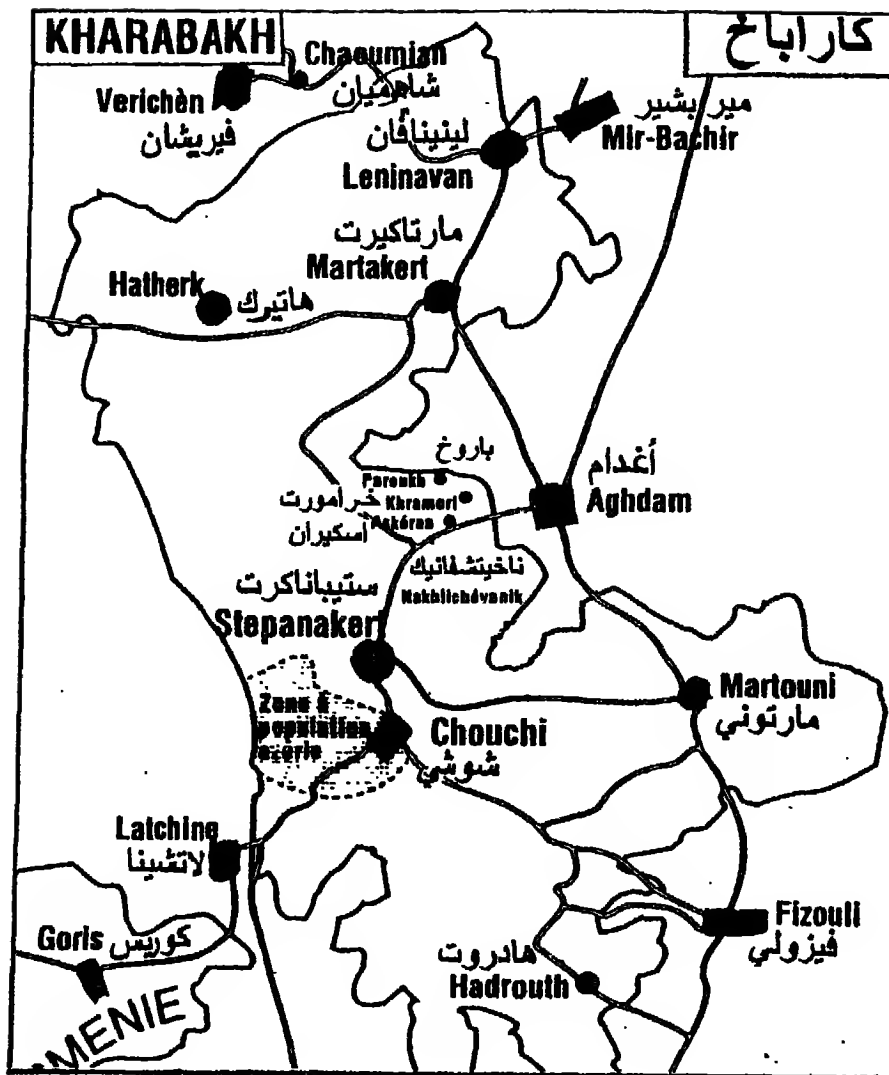 KHARABAKH
كاراباخ
Chaoumian
شاهوميان
Verichèn
فيريشان
لينينافان
Leninavan
مير بشير
Mir-Bachir
مارتاكيرت
Martakert
Hatherk
هاتيرك
باروخ
Paroukh
خرامورت
Khramort
Askéran
أسكيران
أغدام
Aghdam
ناخيتشفانيك
Nakhitchévanik
ستيباناكرت
Stepanakert
Zone à
population
azérie
Chouchi
شوشي
Martouni
مارتوني
Latchine
لاتشينا
Goris كوريس
Fizouli
فيزولي
هادروت
Hadrouth
MENIE